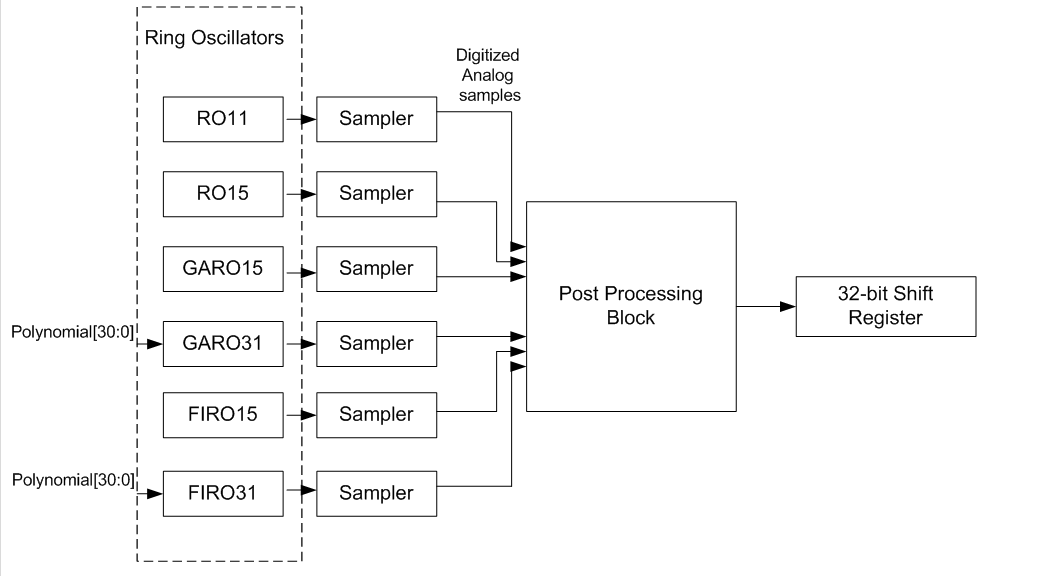 Ring Oscillators
Digitized
Analog
samples
RO11
Sampler
RO15
Sampler
GARO15
Sampler
Polynomial[30:0]
GARO31
Sampler
FIRO15
Sampler
Polynomial[30:0]
FIRO31
Sampler
Post Processing
Block
32-bit Shift
Register